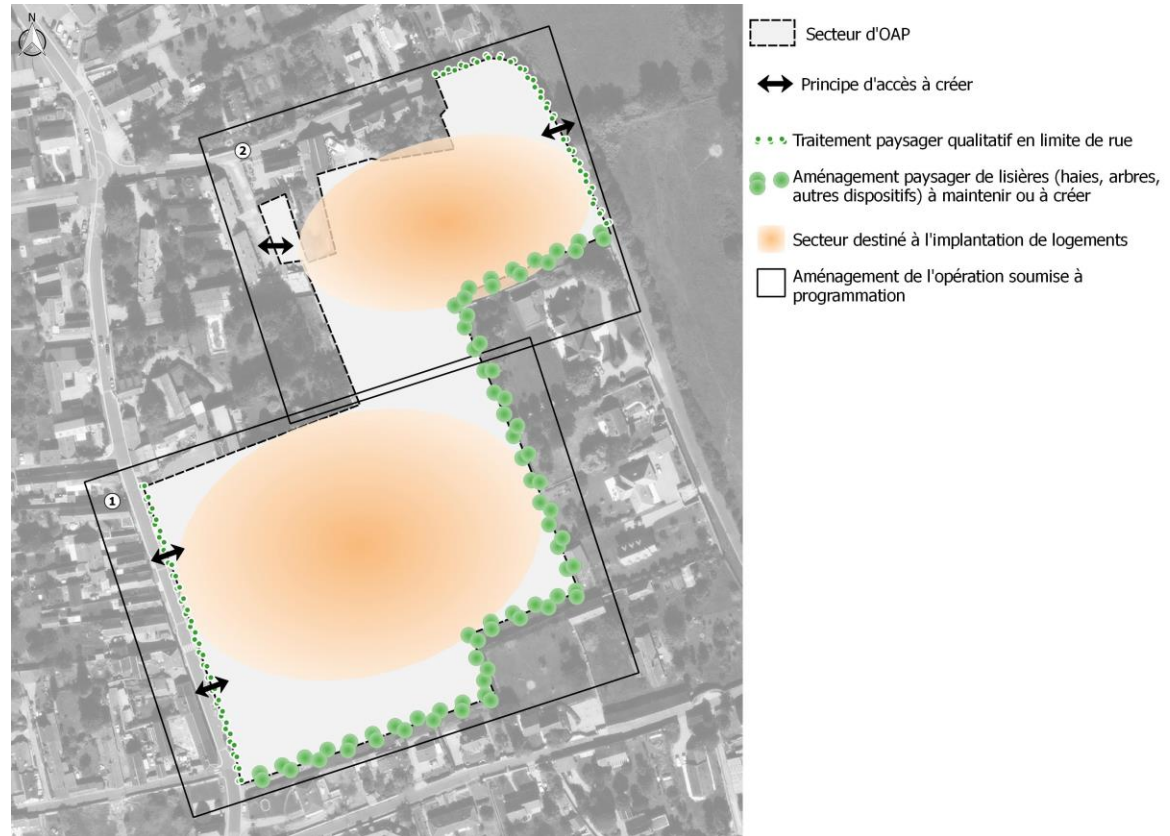 N
Secteur d'OAP
Principe d'accès à créer
Traitement paysager qualitatif en limite de rue
Aménagement paysager de lisières (haies, arbres,
autres dispositifs) à maintenir ou à créer
Secteur destiné à l'implantation de logements
Aménagement de l'opération soumise à
programmation
2
1